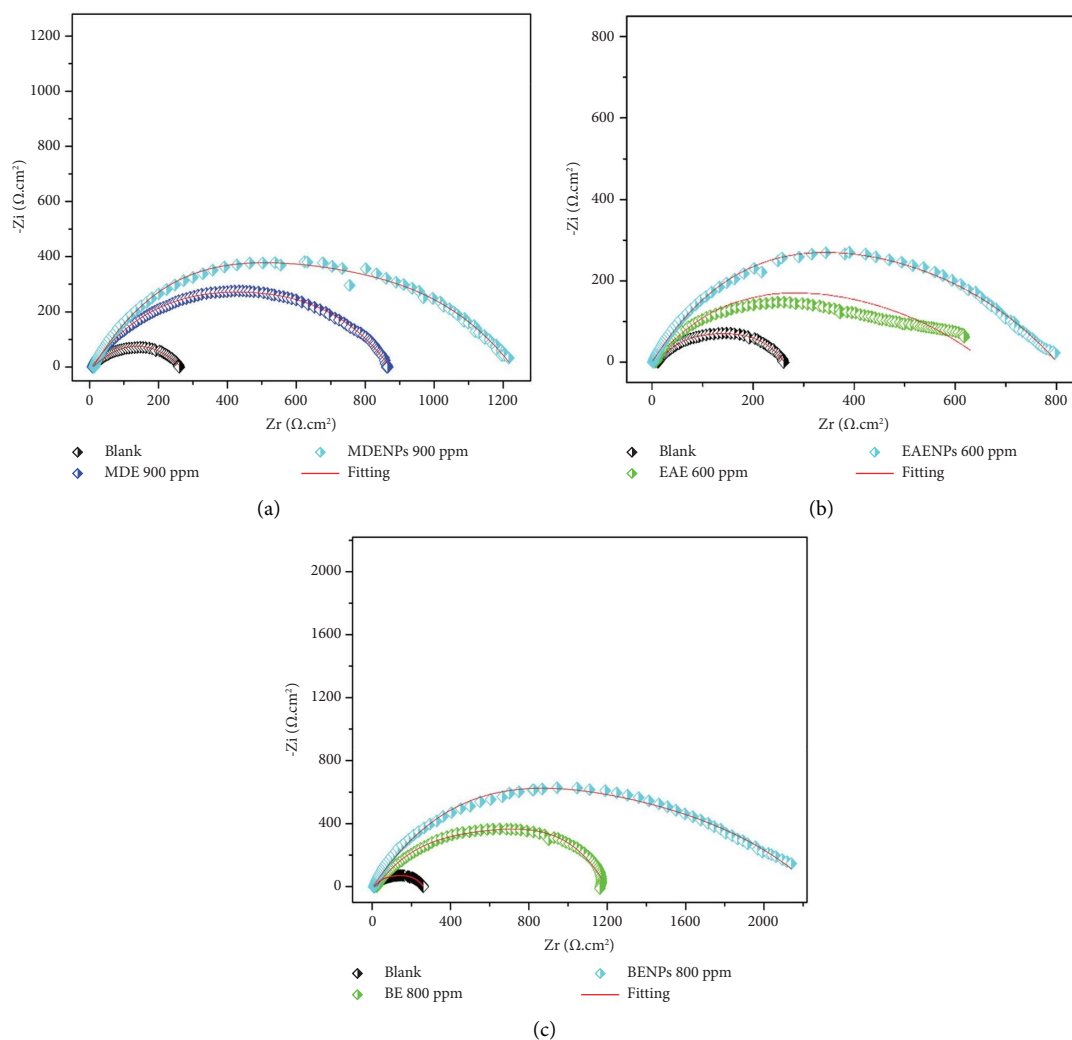 1200
1000
800
600
400
200
0
-Zi (Ω.cm²)
0 200 400 600 800 1000 1200
Zr (Ω.cm²)
Blank
MDE 900 ppm
MDENPs 900 ppm
Fitting
(a)
800
600
400
200
0
-Zi (Ω.cm²)
0 200 400 600 800
Zr (Ω.cm²)
Blank
EAE 600 ppm
EAENPs 600 ppm
Fitting
(b)
2000
1600
1200
800
400
0
-Zi (Ω.cm²)
0 400 800 1200 1600 2000
Zr (Ω.cm²)
Blank
BE 800 ppm
BENPs 800 ppm
Fitting
(c)